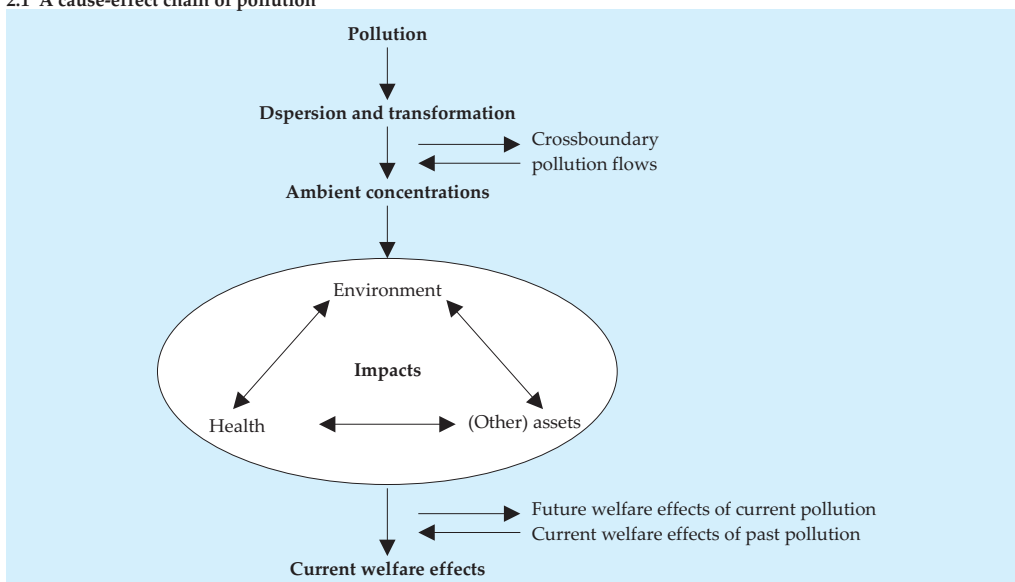 2.1 A cause-effect chain of pollution
Pollution
Dspersion and transformation
Crossboundary
pollution flows
Ambient concentrations
Environment
Impacts
Health
(Other) assets
Future welfare effects of current pollution
Current welfare effects of past pollution
Current welfare effects